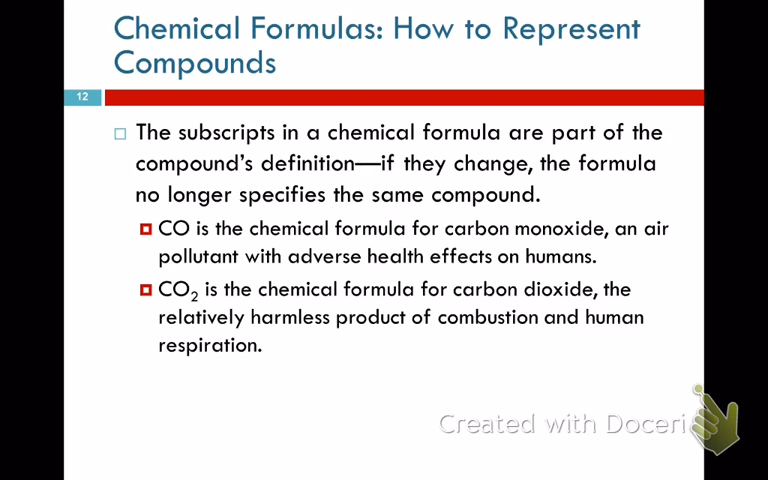 Chemical Formulas: How to Represent
Compounds
12
The subscripts in a chemical formula are part of the
compound's definition—if they change, the formula
no longer specifies the same compound.
CO is the chemical formula for carbon monoxide, an air
pollutant with adverse health effects on humans.
CO₂ is the chemical formula for carbon dioxide, the
relatively harmless product of combustion and human
respiration.
Created with Doceri